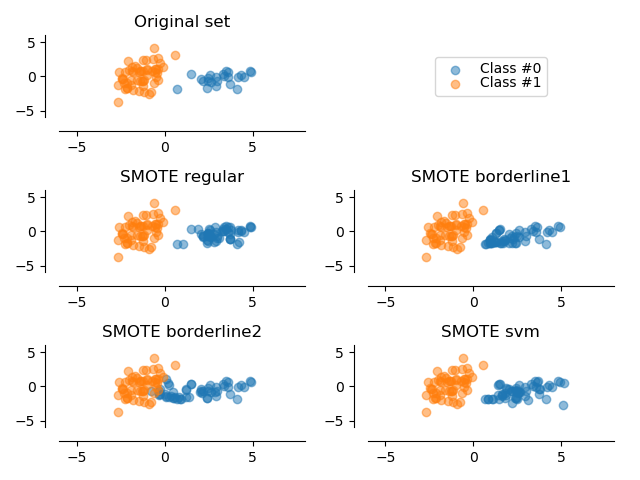 Original set
5
0
−5
−5 0 5
Class #0
Class #1
SMOTE regular
5
0
−5
−5 0 5
SMOTE borderline1
5
0
−5
−5 0 5
SMOTE borderline2
5
0
−5
−5 0 5
SMOTE svm
5
0
−5
−5 0 5